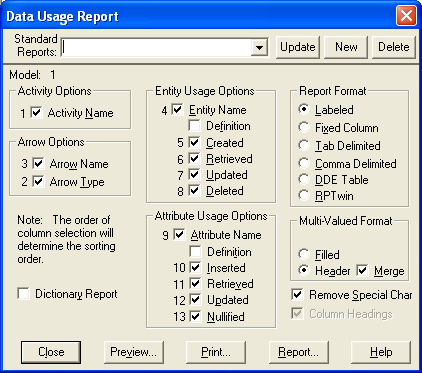 Data Usage Report
Standard
Reports:
Update
New
Delete
Model: 1
Activity Options
1 Activity Name
Arrow Options
3 Arrow Name
2 Arrow Type
Note: The order of
column selection will
determine the sorting
order.
Dictionary Report
Entity Usage Options
4 Entity Name
Definition
5 Created
6 Retrieved
7 Updated
8 Deleted
Attribute Usage Options
9 Attribute Name
Definition
10 Inserted
11 Retrieved
12 Updated
13 Nullified
Report Format
Labeled
Fixed Column
Tab Delimited
Comma Delimited
DDE Table
RPTwin
Multi-Valued Format
Filled
Header Merge
Remove Special Char
Column Headings
Close
Preview...
Print...
Report...
Help